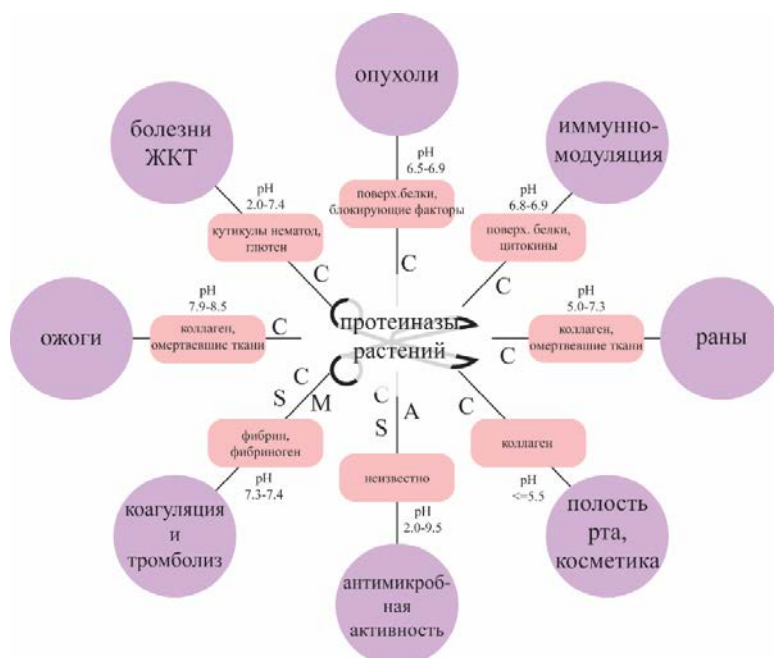 опухоли
pH
6.5-6.9
поверх.белки,
блокирующие факторы
C
иммунно-
модуляция
pH
6.8-6.9
поверх. белки,
цитокины
C
раны
pH
5.0-7.3
коллаген,
омертвевшие ткани
C
полость
рта,
косметика
pH
<=5.5
коллаген
C
антимикроб-
ная
активность
pH
2.0-9.5
неизвестно
C
S
A
коагуляция
и
тромболиз
pH
7.3-7.4
фибрин,
фибриноген
C
S
M
ожоги
pH
7.9-8.5
коллаген,
омертвевшие ткани
C
болезни
ЖКТ
pH
2.0-7.4
кутикулы нематод,
глютен
C
протеиназы
растений